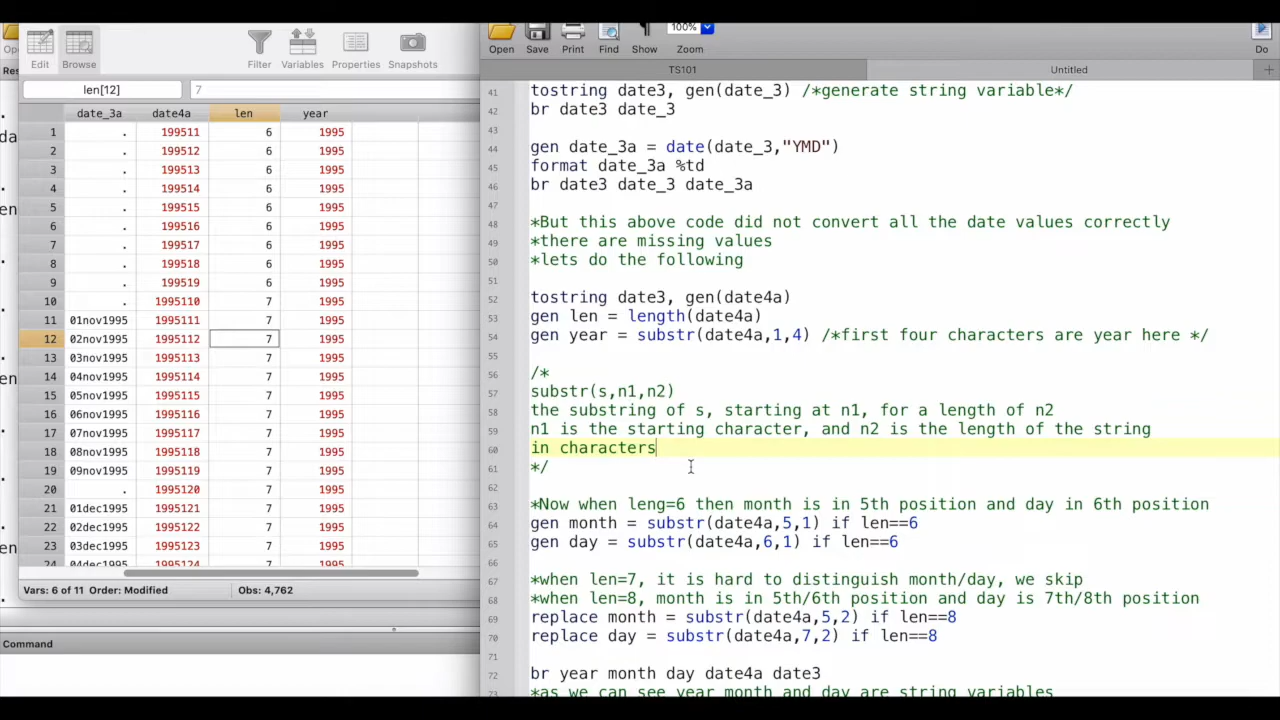 Open Save Print Find Show Zoom Do
100%
Edit Browse Filter Variables Properties Snapshots
TS101 Untitled +
Res
len[12] 7
date_3a date4a len year
1 . 199511 6 1995
2 . 199512 6 1995
3 . 199513 6 1995
4 . 199514 6 1995
5 . 199515 6 1995
6 . 199516 6 1995
7 . 199517 6 1995
8 . 199518 6 1995
9 . 199519 6 1995
10 . 1995110 7 1995
11 01nov1995 1995111 7 1995
12 02nov1995 1995112 7 1995
13 03nov1995 1995113 7 1995
14 04nov1995 1995114 7 1995
15 05nov1995 1995115 7 1995
16 06nov1995 1995116 7 1995
17 07nov1995 1995117 7 1995
18 08nov1995 1995118 7 1995
19 09nov1995 1995119 7 1995
20 . 1995120 7 1995
21 01dec1995 1995121 7 1995
22 02dec1995 1995122 7 1995
23 03dec1995 1995123 7 1995
24 04dec1995 1995124 7 1995
Vars: 6 of 11 Order: Modified Obs: 4,762
Command
41 tostring date3, gen(date_3) /*generate string variable*/
42 br date3 date_3
43
44 gen date_3a = date(date_3,"YMD")
45 format date_3a %td
46 br date3 date_3 date_3a
47
48 *But this above code did not convert all the date values correctly
49 *there are missing values
50 *lets do the following
51
52 tostring date3, gen(date4a)
53 gen len = length(date4a)
54 gen year = substr(date4a,1,4) /*first four characters are year here */
55
56 /*
57 substr(s,n1,n2)
58 the substring of s, starting at n1, for a length of n2
59 n1 is the starting character, and n2 is the length of the string
60 in characters
61 */
62
63 *Now when leng=6 then month is in 5th position and day in 6th position
64 gen month = substr(date4a,5,1) if len==6
65 gen day = substr(date4a,6,1) if len==6
66
67 *when len=7, it is hard to distinguish month/day, we skip
68 *when len=8, month is in 5th/6th position and day is 7th/8th position
69 replace month = substr(date4a,5,2) if len==8
70 replace day = substr(date4a,7,2) if len==8
71
72 br year month day date4a date3
73 *as we can see year month and day are string variables